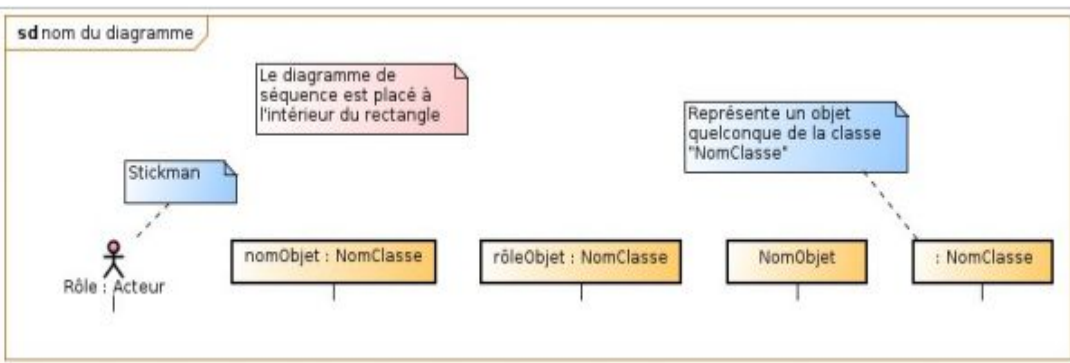 sd nom du diagramme
Le diagramme de
séquence est placé à
l'intérieur du rectangle
Représente un objet
quelconque de la classe
"NomClasse"
Stickman
Rôle : Acteur
nomObjet : NomClasse
rôleObjet : NomClasse
NomObjet
: NomClasse